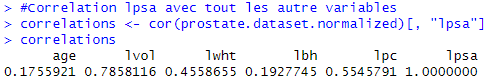 > #Correlation lpsa avec tout les autre variables
> correlations <- cor(prostate.dataset.normalized)[, "lpsa"]
> correlations
      age      lvol      lwht       lbh       lpc      lpsa
0.1755921 0.7858116 0.4558655 0.1927745 0.5545791 1.0000000